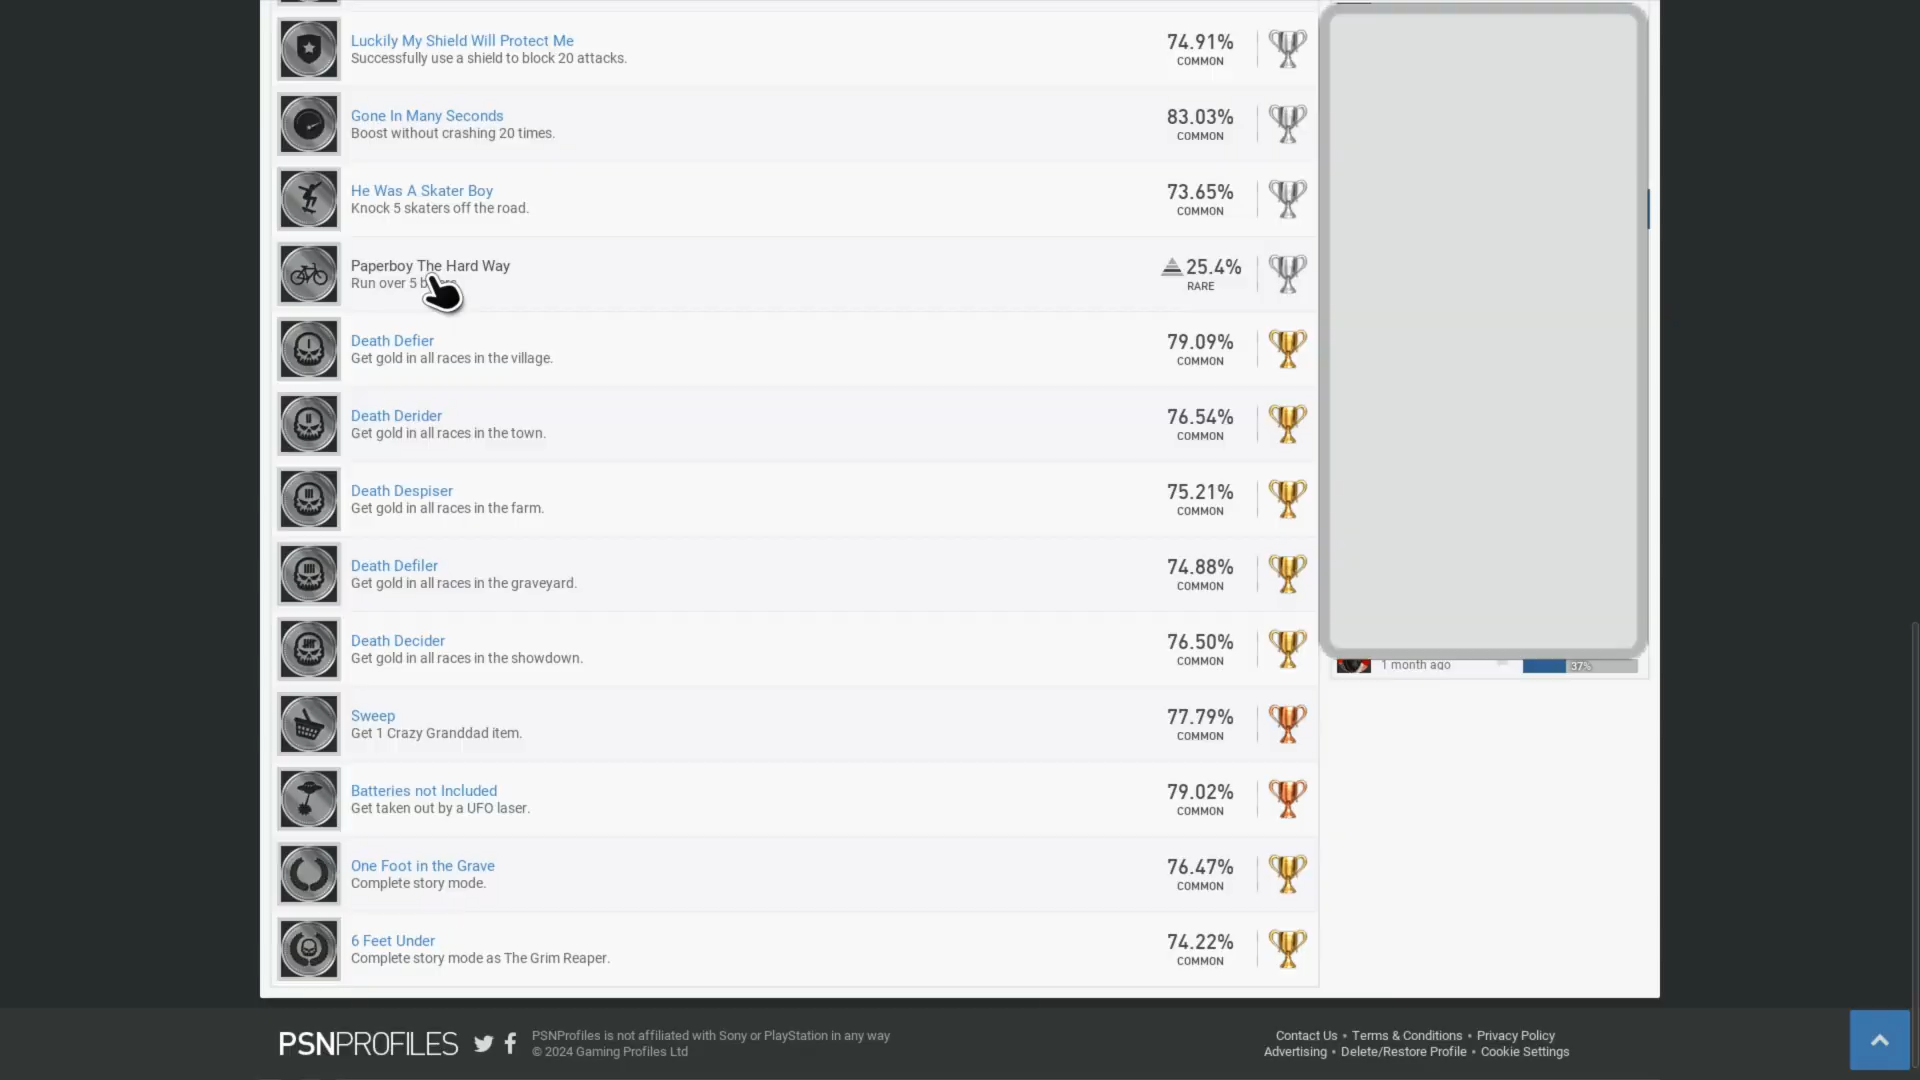 Luckily My Shield Will Protect Me
Successfully use a shield to block 20 attacks.
74.91%
COMMON
Gone In Many Seconds
Boost without crashing 20 times.
83.03%
COMMON
He Was A Skater Boy
Knock 5 skaters off the road.
73.65%
COMMON
Paperboy The Hard Way
Run over 5
25.4%
RARE
Death Defier
Get gold in all races in the village.
79.09%
COMMON
Death Derider
Get gold in all races in the town.
76.54%
COMMON
Death Despiser
Get gold in all races in the farm.
75.21%
COMMON
Death Defiler
Get gold in all races in the graveyard.
74.88%
COMMON
Death Decider
Get gold in all races in the showdown.
76.50%
COMMON
1 month ago
37%
Sweep
Get 1 Crazy Granddad item.
77.79%
COMMON
Batteries not Included
Get taken out by a UFO laser.
79.02%
COMMON
One Foot in the Grave
Complete story mode.
76.47%
COMMON
6 Feet Under
Complete story mode as The Grim Reaper.
74.22%
COMMON
PSNPROFILES
PSNProfiles is not affiliated with Sony or PlayStation in any way
© 2024 Gaming Profiles Ltd
Contact Us • Terms & Conditions • Privacy Policy
Advertising • Delete/Restore Profile • Cookie Settings